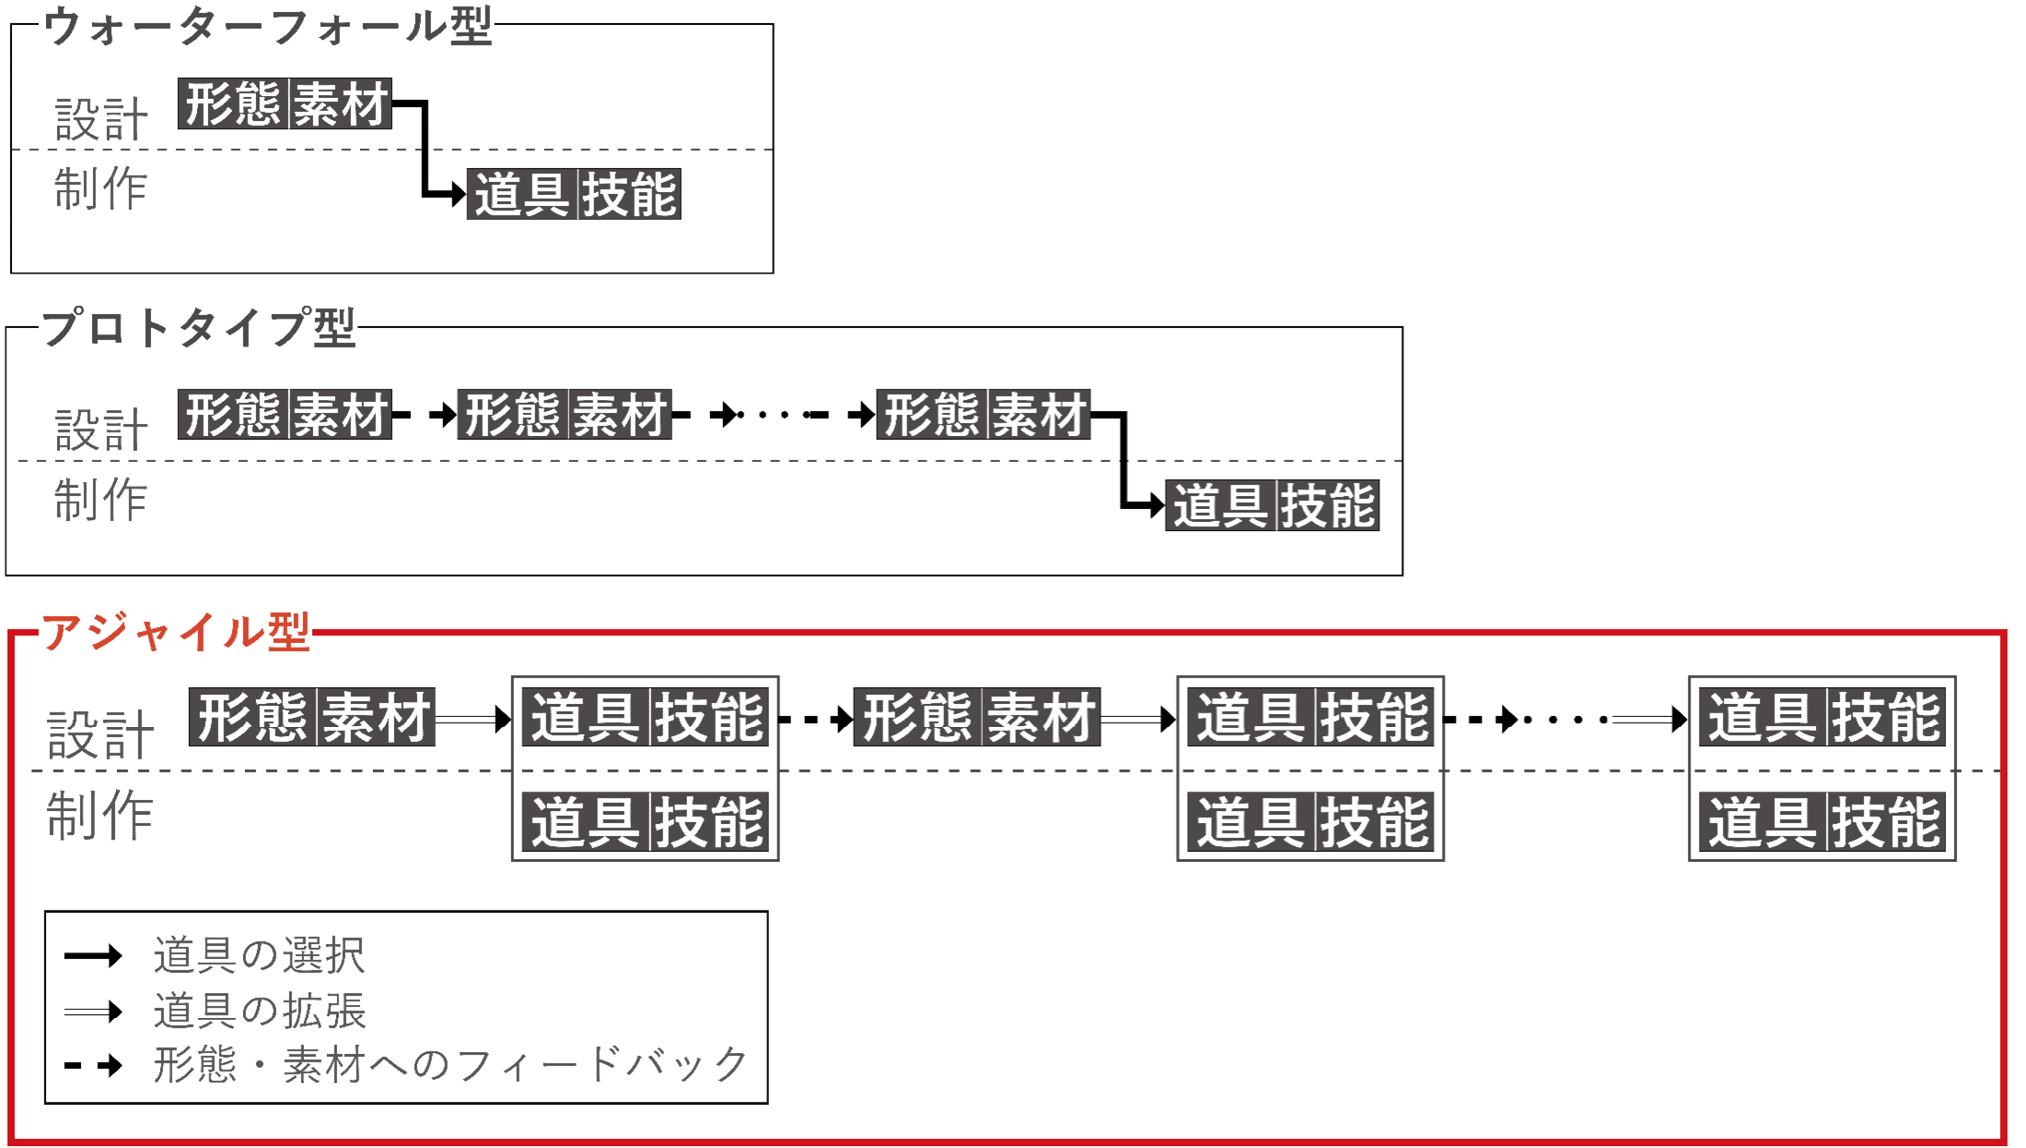 ウォーターフォール型
設計 形態 素材
制作 道具 技能
プロトタイプ型
設計 形態 素材 形態 素材 形態 素材
制作 道具 技能
アジャイル型
設計 形態 素材 道具 技能 形態 素材 道具 技能 道具 技能
制作 道具 技能 道具 技能 道具 技能
道具の選択
道具の拡張
形態・素材へのフィードバック